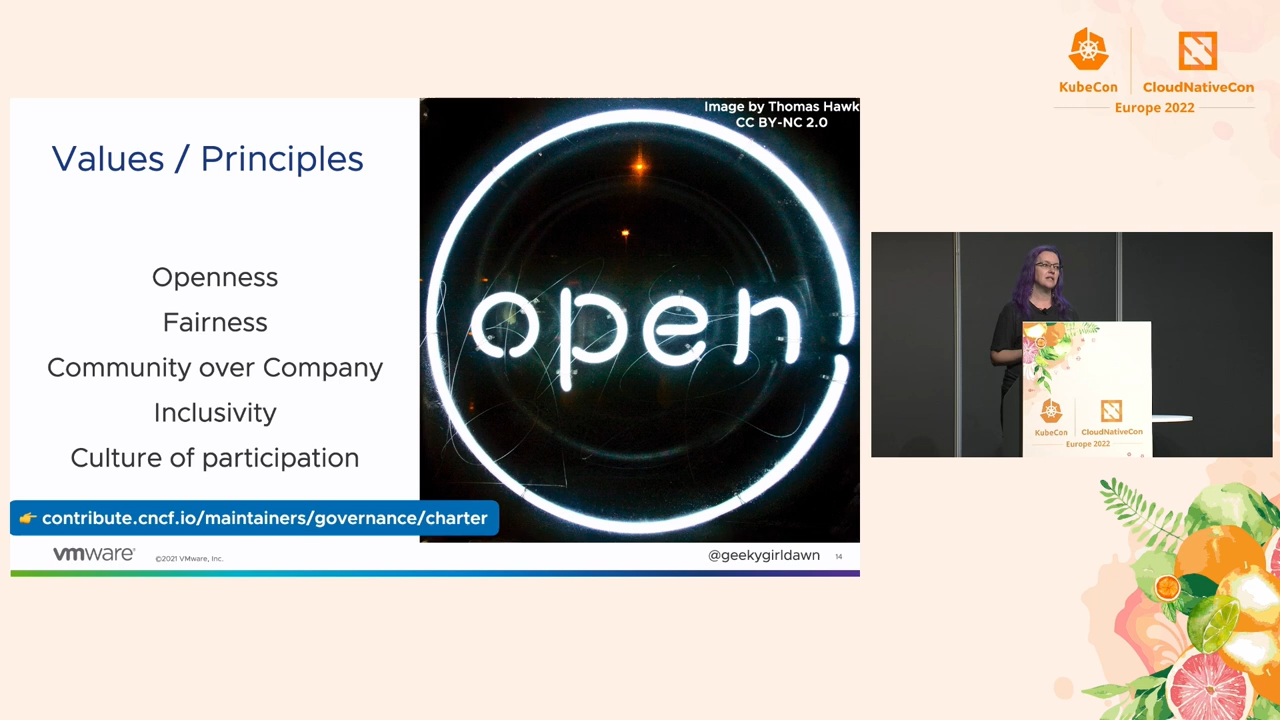 KubeCon
CloudNativeCon
Europe 2022
Image by Thomas Hawk
CC BY-NC 2.0
Values / Principles
Openness
Fairness
Community over Company
Inclusivity
Culture of participation
open
👉 contribute.cncf.io/maintainers/governance/charter
vmware®
©2021 VMware, Inc.
@geekygirldawn
14
KubeCon
CloudNativeCon
Europe 2022